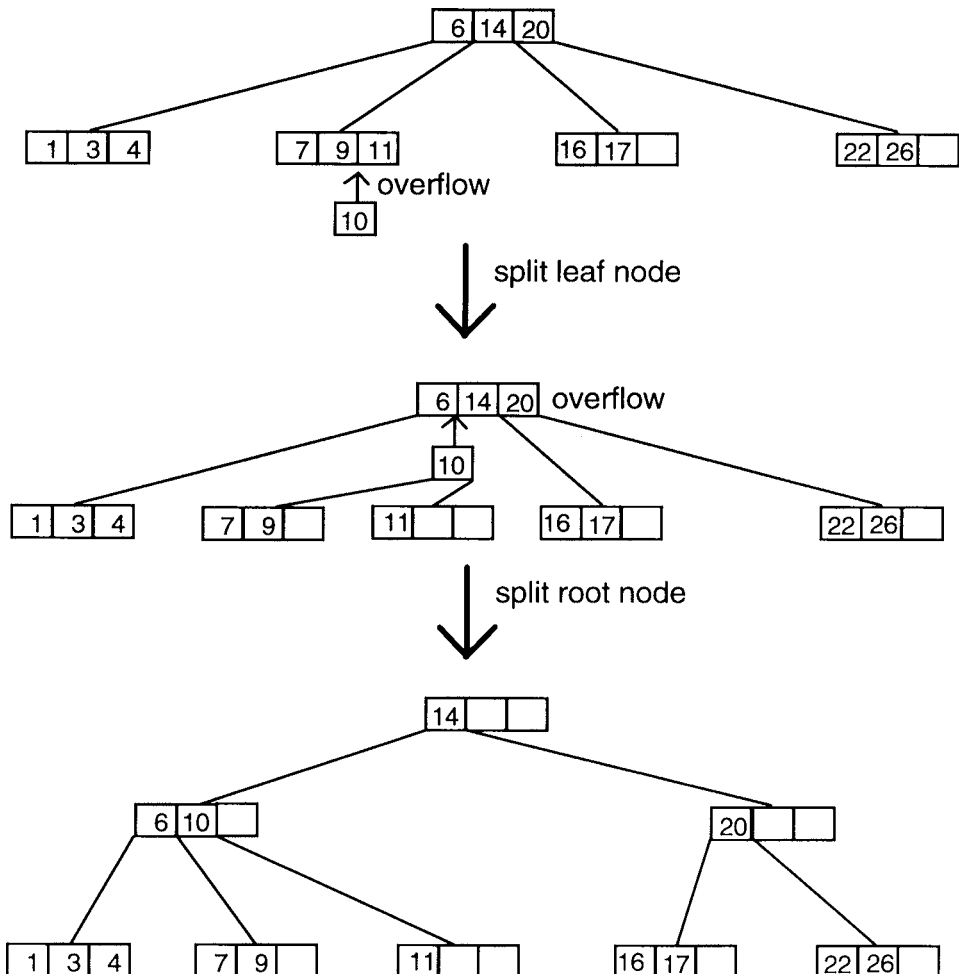 6 14 20
1 3 4 7 9 11 16 17 22 26
overflow
10
split leaf node
6 14 20 overflow
10
1 3 4 7 9 11 16 17 22 26
split root node
14
6 10 20
1 3 4 7 9 11 16 17 22 26